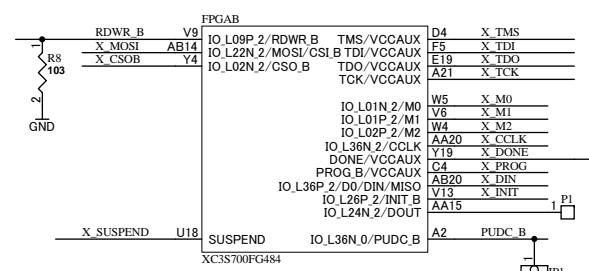 FPGAB
RDWR_B V9 IO_L09P_2/RDWR_B TMS/VCCAUX D4 X_TMS
X_MOSI AB14 IO_L22N_2/MOSI/CSI_B TDI/VCCAUX F5 X_TDI
X_CSOB Y4 IO_L02N_2/CSO_B TDO/VCCAUX E19 X_TDO
TCK/VCCAUX A21 X_TCK
1
R8
103
2
GND
IO_L01N_2/M0 W5 X_M0
IO_L01P_2/M1 V6 X_M1
IO_L02P_2/M2 W4 X_M2
IO_L36N_2/CCLK AA20 X_CCLK
DONE/VCCAUX Y19 X_DONE
PROG_B/VCCAUX C4 X_PROG
IO_L36P_2/D0/DIN/MISO AB20 X_DIN
IO_L26P_2/INIT_B V13 X_INIT
IO_L24N_2/DOUT AA15 1 P1
X_SUSPEND U18 SUSPEND IO_L36N_0/PUDC_B A2 PUDC_B
XC3S700FG484
1
JP1